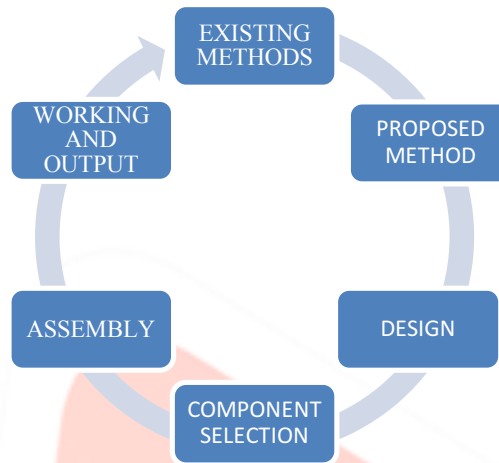 EXISTING
METHODS
PROPOSED
METHOD
DESIGN
COMPONENT
SELECTION
ASSEMBLY
WORKING
AND
OUTPUT